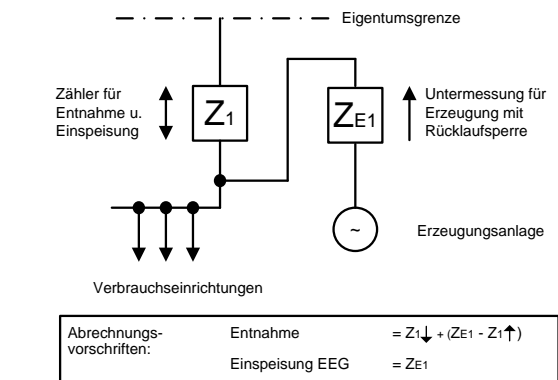 Eigentumsgrenze
Zähler für
Entnahme u.
Einspeisung
Z1
ZE1
Untermessung für
Erzeugung mit
Rücklaufsperre
~
Erzeugungsanlage
Verbrauchseinrichtungen
Abrechnungs-
vorschriften:
Entnahme = Z1↓ + (ZE1 - Z1↑)
Einspeisung EEG = ZE1